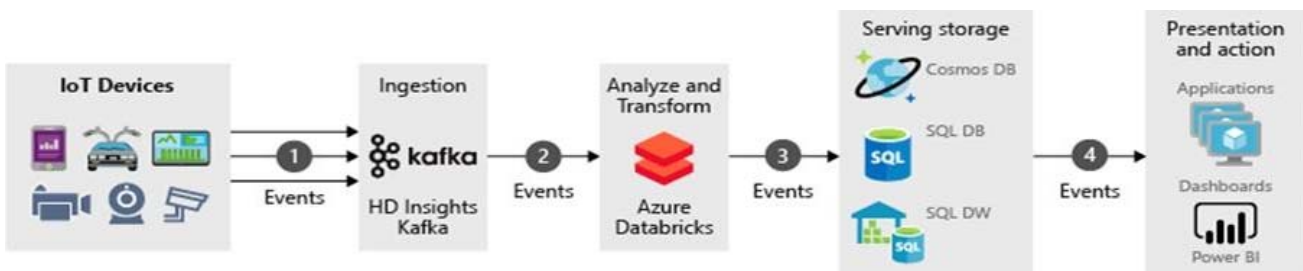 IoT Devices
1
Events
Ingestion
kafka
HD Insights
Kafka
2
Events
Analyze and
Transform
Azure
Databricks
3
Events
Serving storage
Cosmos DB
SQL DB
SQL
SQL DW
SQL
4
Events
Presentation
and action
Applications
Dashboards
Power BI